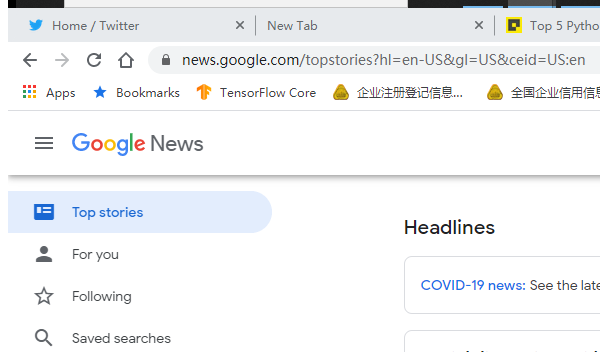 Home / Twitter New Tab Top 5 Pytho
news.google.com/topstories?hl=en-US&gl=US&ceid=US:en
Apps Bookmarks TensorFlow Core 企业注册登记信息... 全国企业信用信息
Google News
Top stories
Headlines
For you
COVID-19 news: See the late
Following
Saved searches